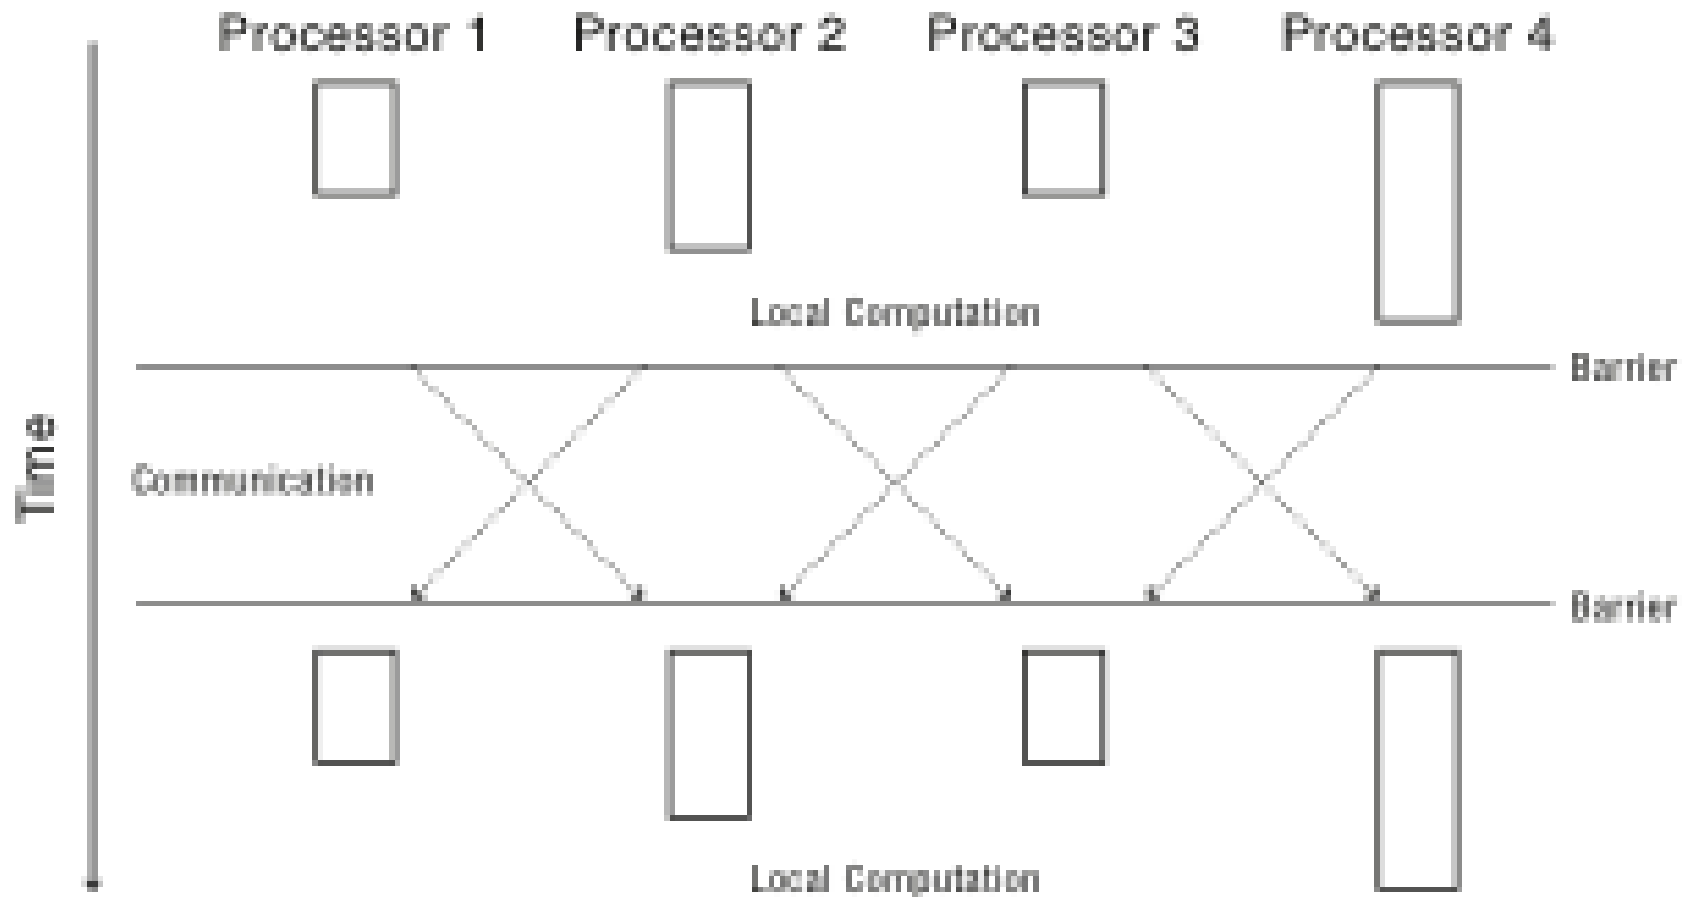 Processor 1 Processor 2 Processor 3 Processor 4
Local Computation
Barrier
Time
Communication
Barrier
Local Computation